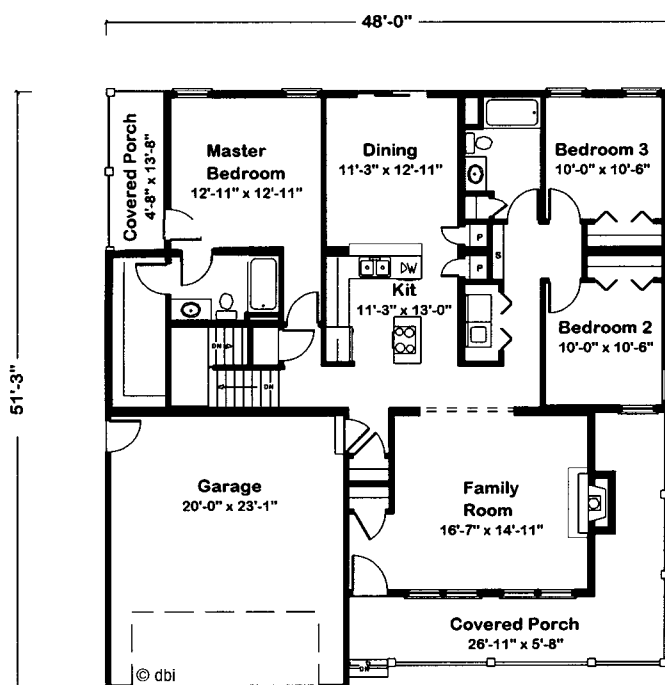 48'-0"
51'-3"
Covered Porch
4'-8" x 13'-8"
Master
Bedroom
12'-11" x 12'-11"
Dining
11'-3" x 12'-11"
Bedroom 3
10'-0" x 10'-6"
P
P
S
DW
Kit
11'-3" x 13'-0"
Bedroom 2
10'-0" x 10'-6"
DN
DN
Garage
20'-0" x 23'-1"
Family
Room
16'-7" x 14'-11"
Covered Porch
26'-11" x 5'-8"
DN
© dbi